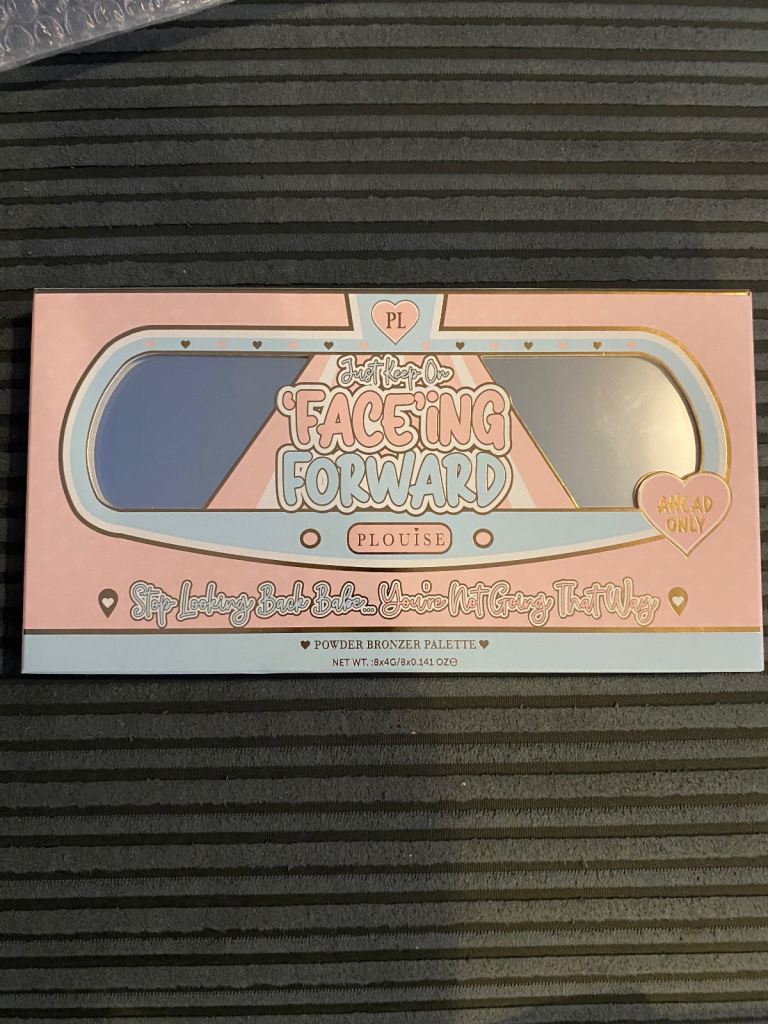 PL
Just Keep On
'FACE'ING
FORWARD
AHEAD
ONLY
PLOUISE
Stop Looking Back Babe... You're Not Going That Way
POWDER BRONZER PALETTE
NET WT. :8x4G/8x0.141 OZ℮